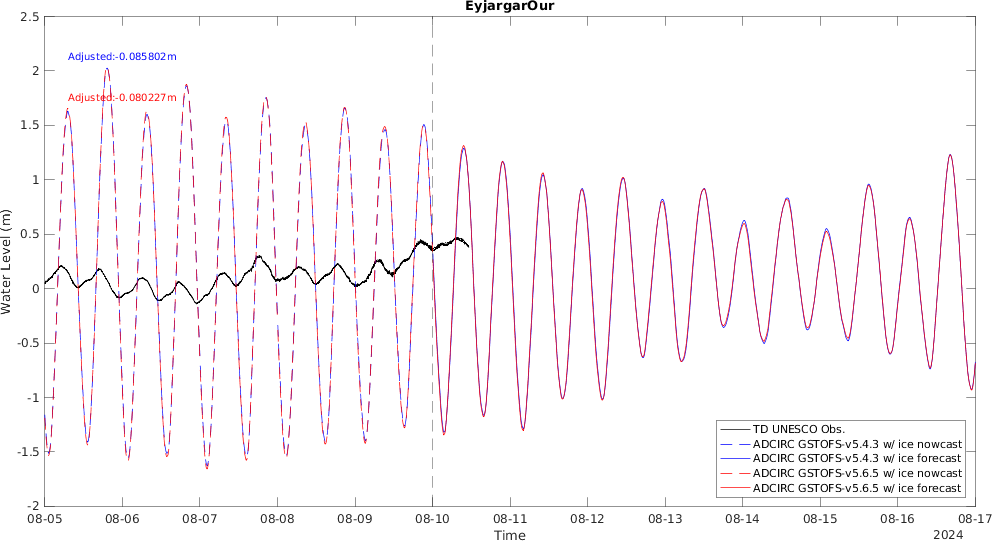 EyjargarOur
2.5
2
1.5
1
0.5
0
-0.5
-1
-1.5
-2
Water Level (m)
Adjusted:-0.085802m
Adjusted:-0.080227m
TD UNESCO Obs.
ADCIRC GSTOFS-v5.4.3 w/ ice nowcast
ADCIRC GSTOFS-v5.4.3 w/ ice forecast
ADCIRC GSTOFS-v5.6.5 w/ ice nowcast
ADCIRC GSTOFS-v5.6.5 w/ ice forecast
08-05 08-06 08-07 08-08 08-09 08-10 08-11 08-12 08-13 08-14 08-15 08-16 08-17
Time
2024